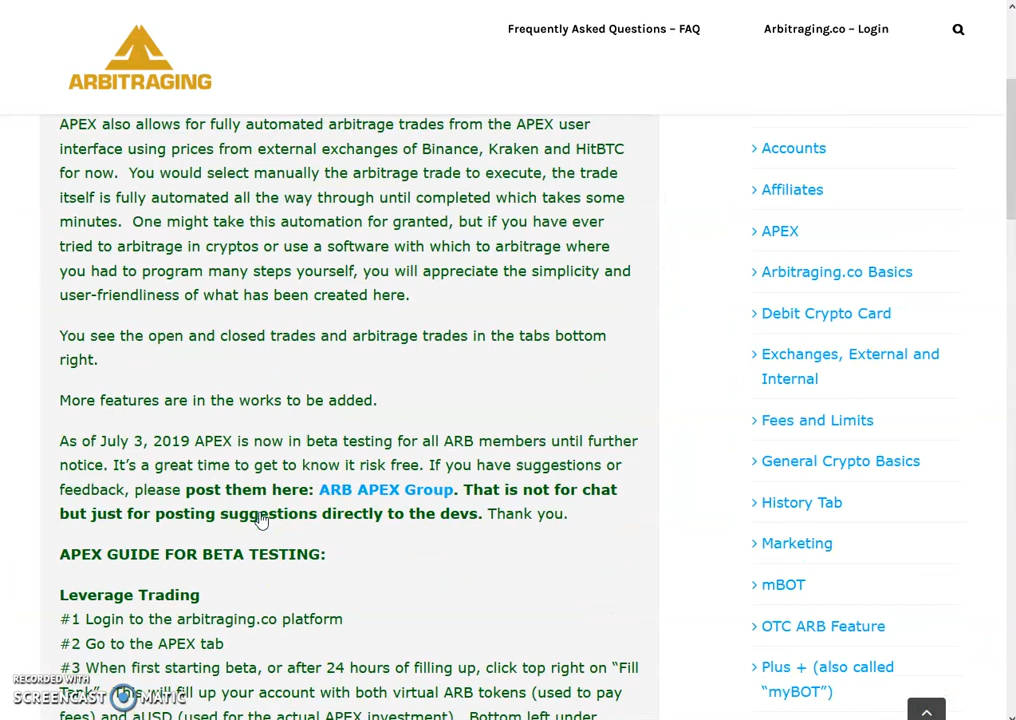 Frequently Asked Questions – FAQ
Arbitraging.co – Login
ARBITRAGING
APEX also allows for fully automated arbitrage trades from the APEX user
interface using prices from external exchanges of Binance, Kraken and HitBTC
for now.  You would select manually the arbitrage trade to execute, the trade
itself is fully automated all the way through until completed which takes some
minutes.  One might take this automation for granted, but if you have ever
tried to arbitrage in cryptos or use a software with which to arbitrage where
you had to program many steps yourself, you will appreciate the simplicity and
user-friendliness of what has been created here.
You see the open and closed trades and arbitrage trades in the tabs bottom
right.
More features are in the works to be added.
As of July 3, 2019 APEX is now in beta testing for all ARB members until further
notice. It’s a great time to get to know it risk free. If you have suggestions or
feedback, please post them here: ARB APEX Group. That is not for chat
but just for posting suggestions directly to the devs. Thank you.
APEX GUIDE FOR BETA TESTING:
Leverage Trading
#1 Login to the arbitraging.co platform
#2 Go to the APEX tab
#3 When first starting beta, or after 24 hours of filling up, click top right on “Fill
Tank”. This will fill up your account with both virtual ARB tokens (used to pay
fees) and aUSD (used for the actual APEX investment).  Bottom left under
Accounts
Affiliates
APEX
Arbitraging.co Basics
Debit Crypto Card
Exchanges, External and
Internal
Fees and Limits
General Crypto Basics
History Tab
Marketing
mBOT
OTC ARB Feature
Plus + (also called
“myBOT”)
RECORDED WITH
SCREENCAST MATIC